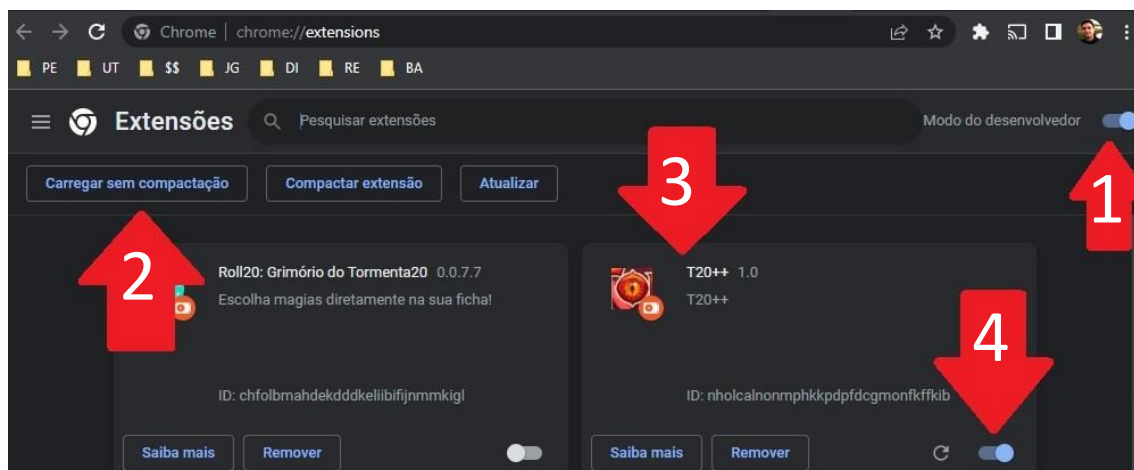 Chrome | chrome://extensions
PE UT $$ JG DI RE BA
Extensões Pesquisar extensões Modo do desenvolvedor
Carregar sem compactação Compactar extensão Atualizar
1
2
3
Roll20: Grimório do Tormenta20 0.0.7.7
Escolha magias diretamente na sua ficha!
ID: chfolbmahdekdddkeliibifijnmmkigl
Saiba mais Remover
T20++ 1.0
T20++
4
ID: nholcalnonmphkkpdpfdcgmonfkffkib
Saiba mais Remover